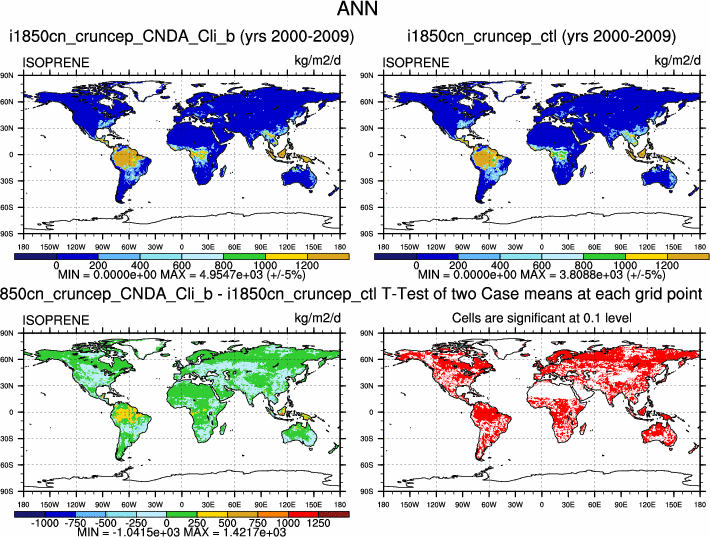 ANN
i1850cn_cruncep_CNDA_Cli_b (yrs 2000-2009)
i1850cn_cruncep_ctl (yrs 2000-2009)
ISOPRENE kg/m2/d
ISOPRENE kg/m2/d
90N
60N
30N
0
30S
60S
90S
90N
60N
30N
0
30S
60S
90S
180 150W 120W 90W 60W 30W 0 30E 60E 90E 120E 150E 180
180 150W 120W 90W 60W 30W 0 30E 60E 90E 120E 150E 180
0 200 400 600 800 1000 1200
0 200 400 600 800 1000 1200
MIN = 0.0000e+00 MAX = 4.9547e+03 (+/-5%)
MIN = 0.0000e+00 MAX = 3.8088e+03 (+/-5%)
850cn_cruncep_CNDA_Cli_b - i1850cn_cruncep_ctl
T-Test of two Case means at each grid point
ISOPRENE kg/m2/d
Cells are significant at 0.1 level
90N
60N
30N
0
30S
60S
90S
90N
60N
30N
0
30S
60S
90S
180 150W 120W 90W 60W 30W 0 30E 60E 90E 120E 150E 180
180 150W 120W 90W 60W 30W 0 30E 60E 90E 120E 150E 180
-1000 -750 -500 -250 0 250 500 750 1000 1250
MIN = -1.0415e+03 MAX = 1.4217e+03